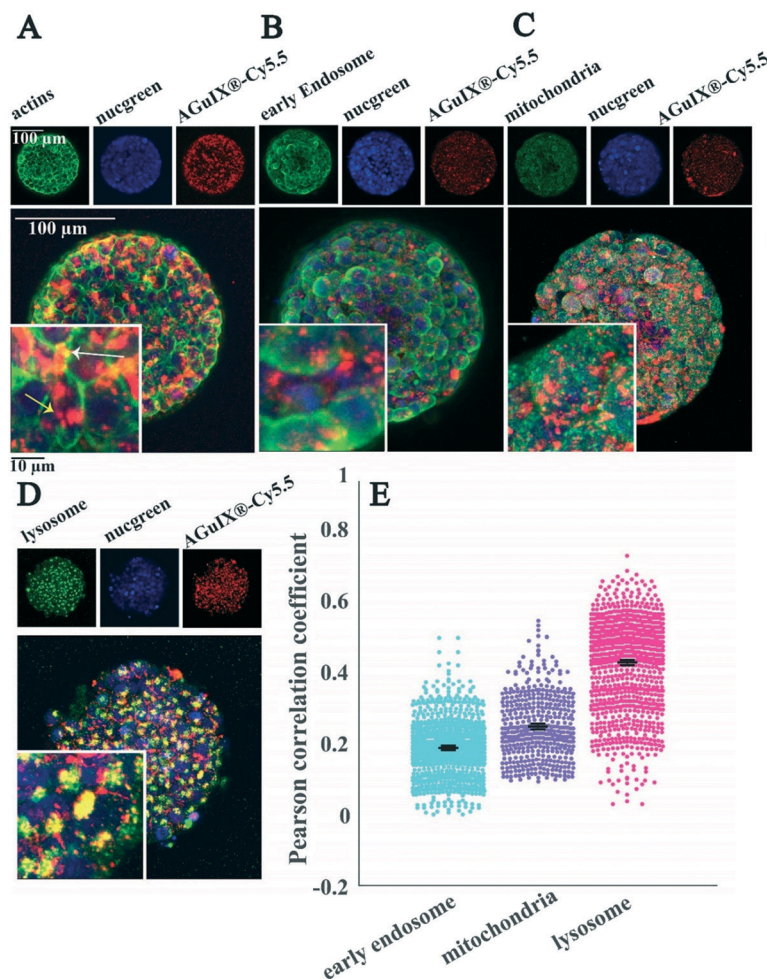 A
actins
nucgreen
AGuIX®-Cy5.5
100 μm
100 μm
10 μm
B
early Endosome
nucgreen
AGuIX®-Cy5.5
C
mitochondria
nucgreen
AGuIX®-Cy5.5
D
lysosome
nucgreen
AGuIX®-Cy5.5
E
Pearson correlation coefficient
1
0.8
0.6
0.4
0.2
0
-0.2
early endosome
mitochondria
lysosome